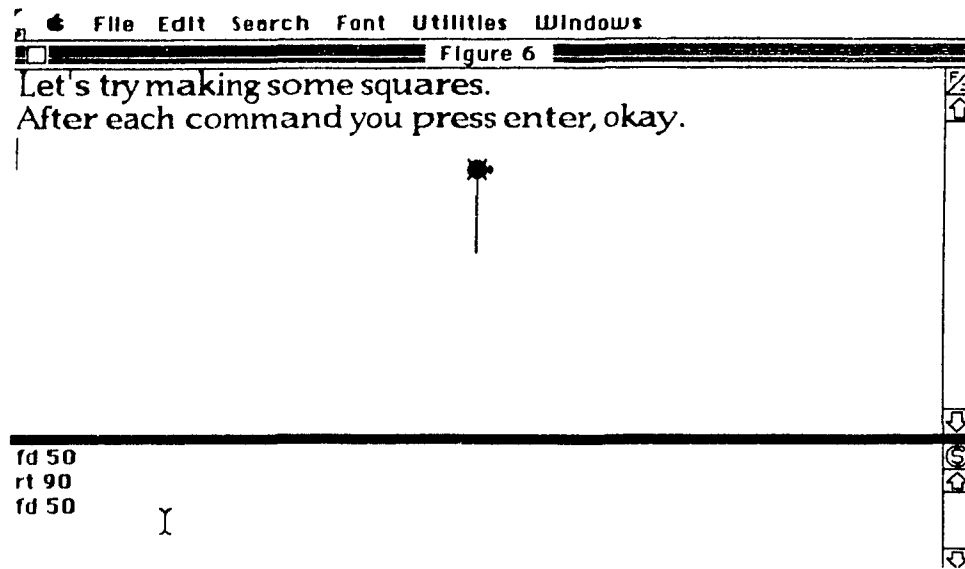 File Edit Search Font Utilities Windows
Figure 6
Let's try making some squares.
After each command you press enter, okay.
fd 50
rt 90
fd 50